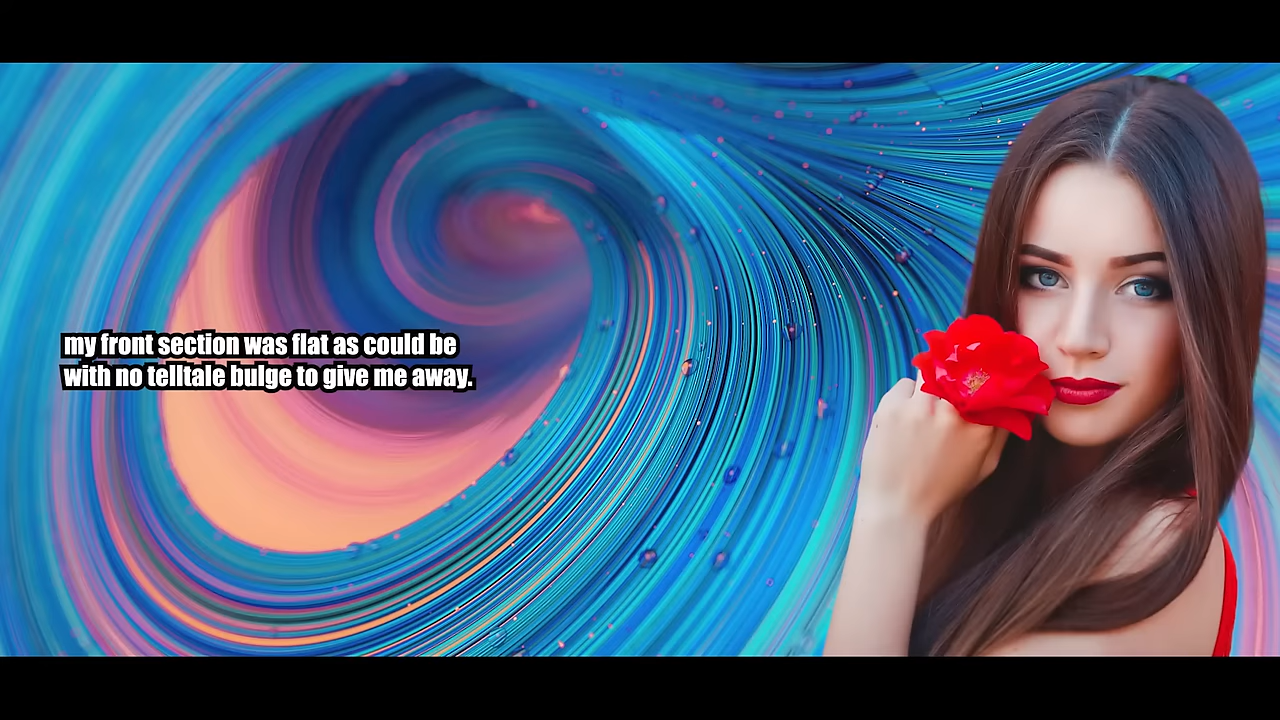 my front section was flat as could be
with no telltale bulge to give me away.